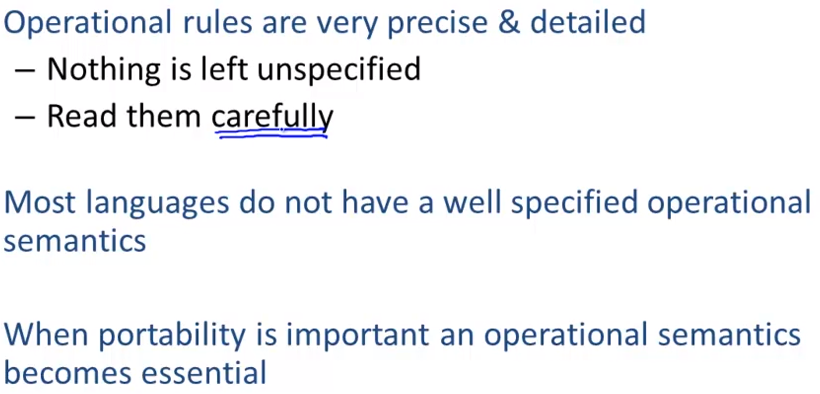 Operational rules are very precise & detailed
– Nothing is left unspecified
– Read them carefully
Most languages do not have a well specified operational
semantics
When portability is important an operational semantics
becomes essential